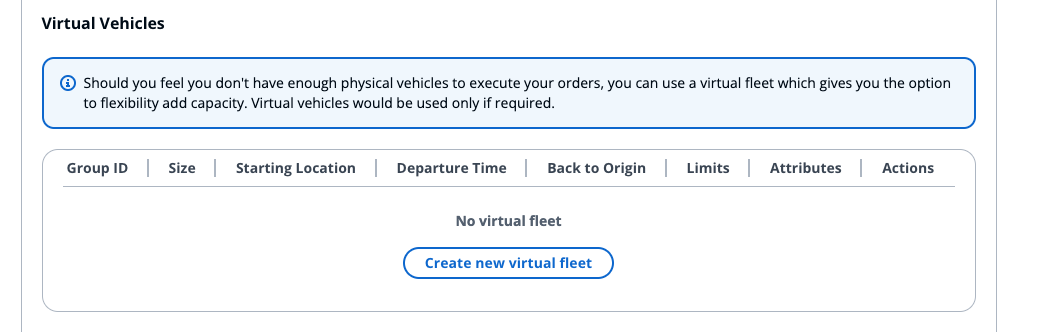 Virtual Vehicles
Should you feel you don't have enough physical vehicles to execute your orders, you can use a virtual fleet which gives you the option
to flexibility add capacity. Virtual vehicles would be used only if required.
Group ID Size Starting Location Departure Time Back to Origin Limits Attributes Actions
No virtual fleet
Create new virtual fleet